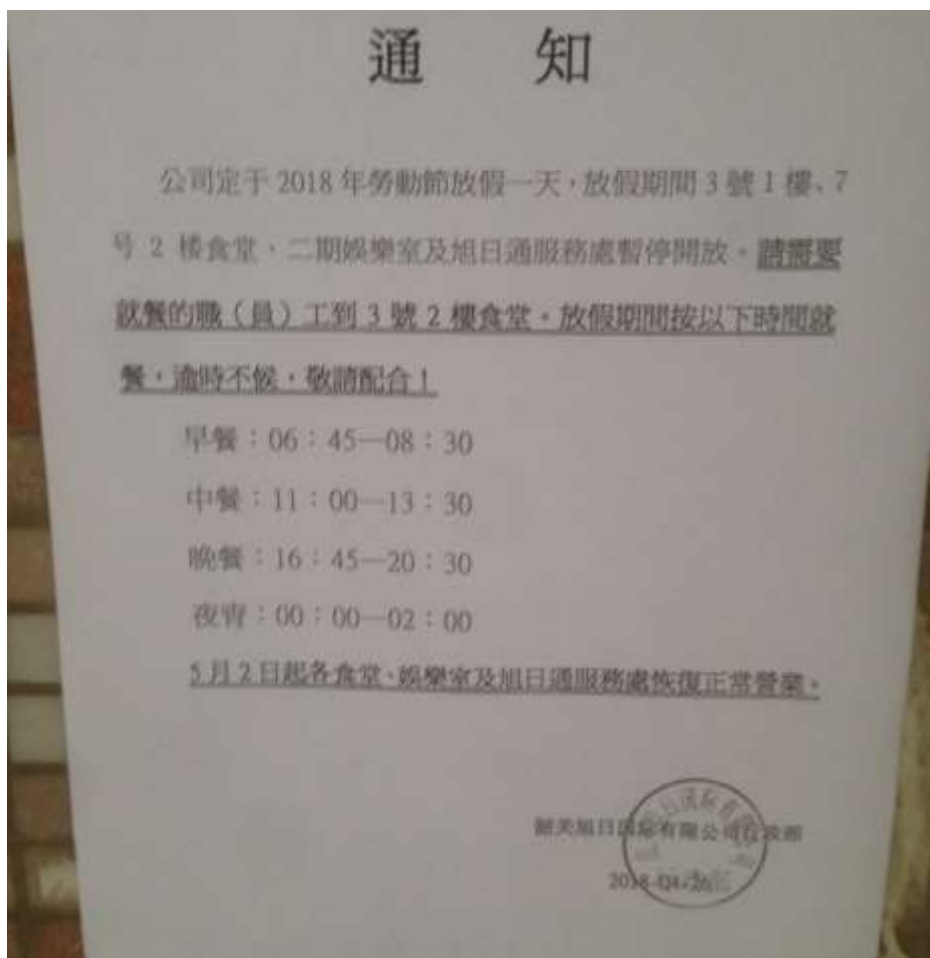 通 知
公司定于 2018 年勞動節放假一天，放假期間 3 號 1 樓、7
号 2 楼食堂、二期娛樂室及旭日通服務處暫停開放。請需要
就餐的職（員）工到 3 號 2 樓食堂。放假期間按以下時間就
餐，逾時不候，敬請配合！
早餐：06：45—08：30
中餐：11：00—13：30
晚餐：16：45—20：30
夜宵：00：00—02：00
5 月 2 日起各食堂、娛樂室及旭日通服務處恢復正常營業。
韶关旭日国际有限公司行政部
2018-04-26